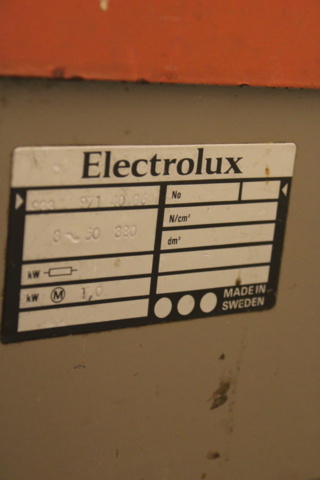 Electrolux
No
N/cm²
3 ~ 50 380
dm³
kW
kW M 1,0
MADE IN
SWEDEN